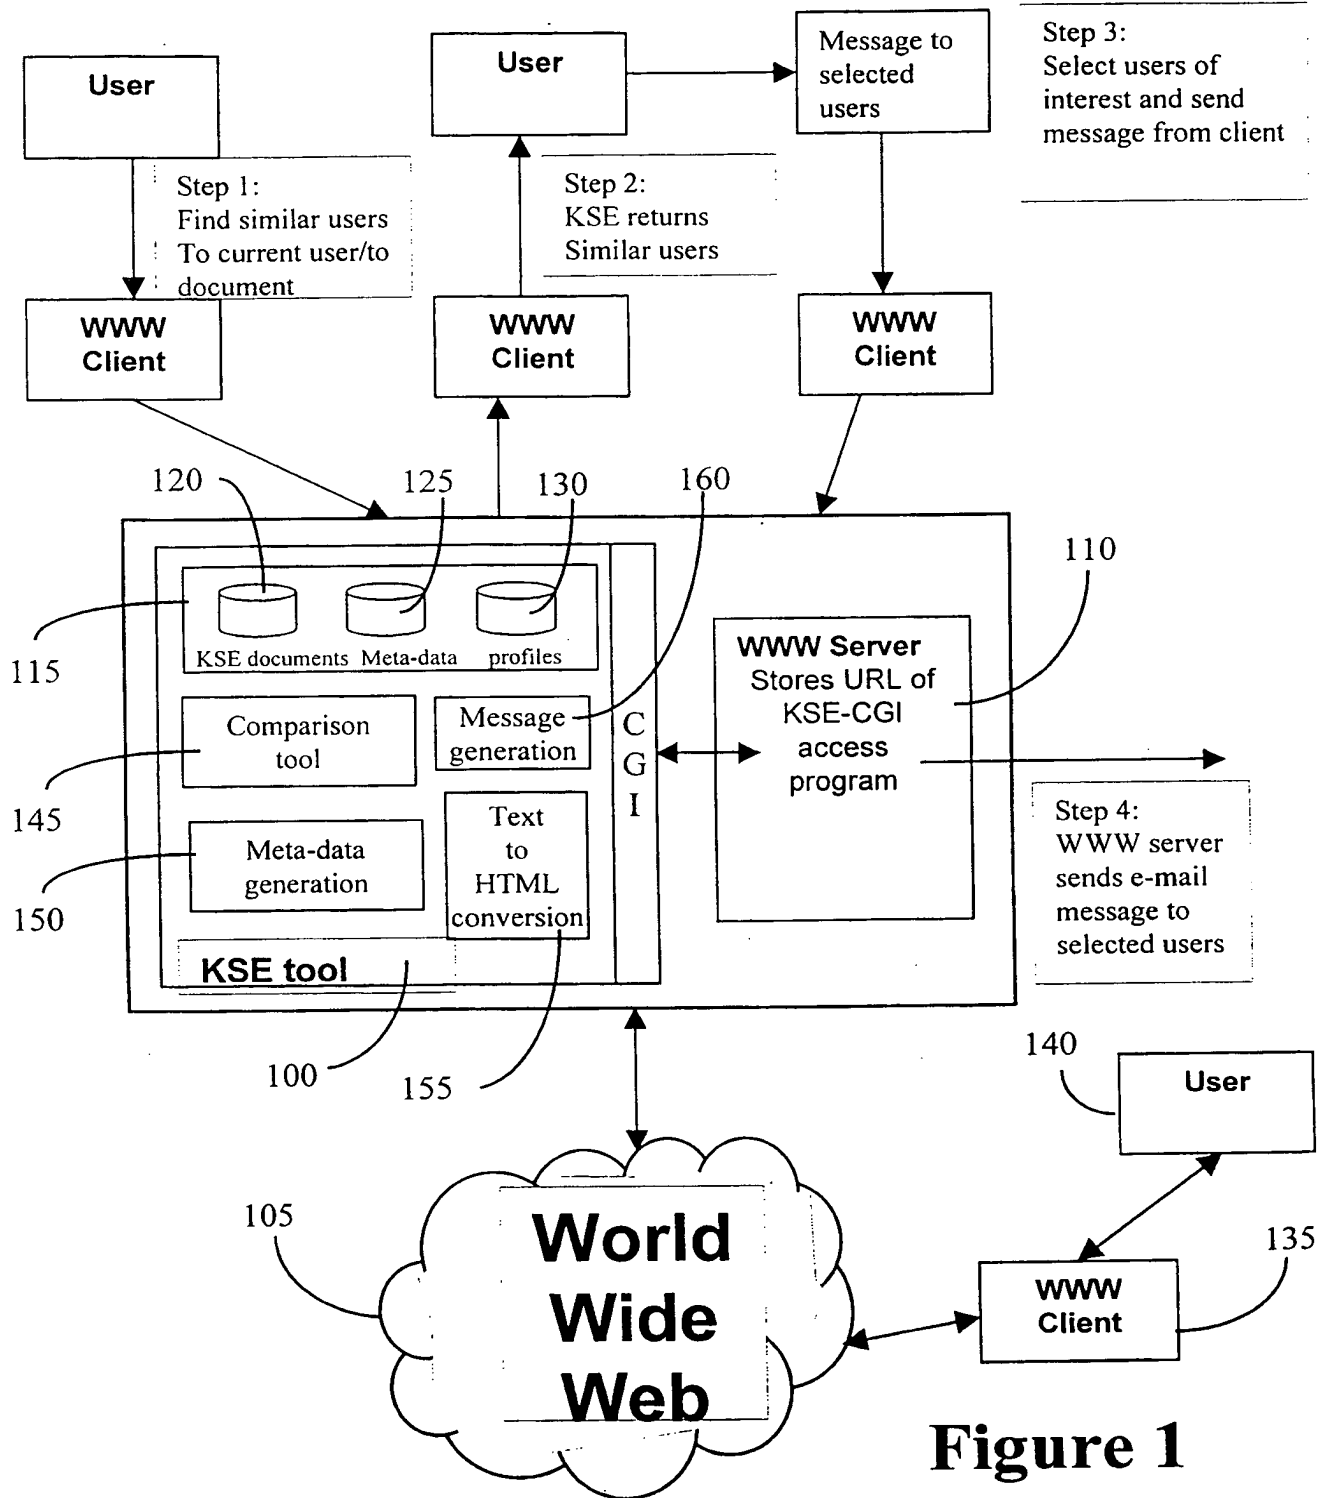 User
Step 1:
Find similar users
To current user/to
document
WWW
Client
User
Step 2:
KSE returns
Similar users
WWW
Client
Message to
selected
users
Step 3:
Select users of
interest and send
message from client
WWW
Client
120
125
130
160
110
115
KSE documents
Meta-data
profiles
Comparison
tool
Message
generation
145
Meta-data
generation
150
Text
to
HTML
conversion
KSE tool
C
G
I
WWW Server
Stores URL of
KSE-CGI
access
program
Step 4:
WWW server
sends e-mail
message to
selected users
100
155
140
User
105
World
Wide
Web
135
WWW
Client
Figure 1